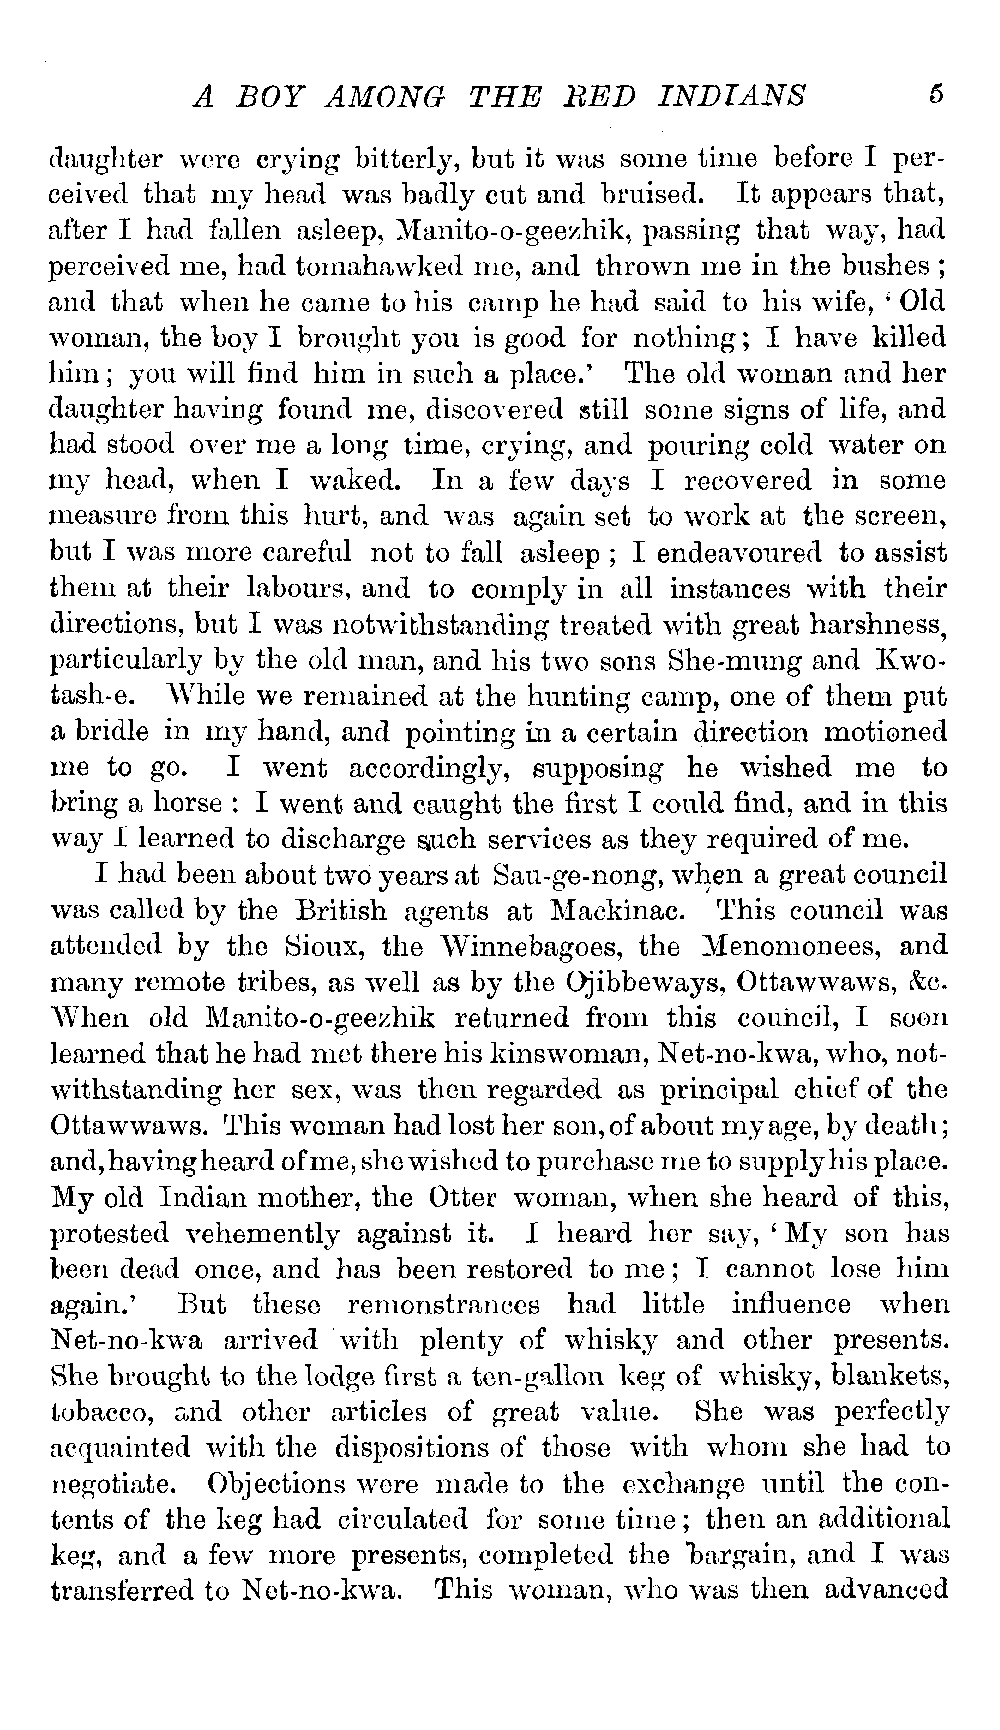 A BOY AMONG THE RED INDIANS 5
daughter were crying bitterly, but it was some time before I per-
ceived that my head was badly cut and bruised. It appears that,
after I had fallen asleep, Manito-o-geezhik, passing that way, had
perceived me, had tomahawked me, and thrown me in the bushes ;
and that when he came to his camp he had said to his wife, ‘ Old
woman, the boy I brought you is good for nothing ; I have killed
him ; you will find him in such a place.’ The old woman and her
daughter having found me, discovered still some signs of life, and
had stood over me a long time, crying, and pouring cold water on
my head, when I waked. In a few days I recovered in some
measure from this hurt, and was again set to work at the screen,
but I was more careful not to fall asleep ; I endeavoured to assist
them at their labours, and to comply in all instances with their
directions, but I was notwithstanding treated with great harshness,
particularly by the old man, and his two sons She-mung and Kwo-
tash-e. While we remained at the hunting camp, one of them put
a bridle in my hand, and pointing in a certain direction motioned
me to go. I went accordingly, supposing he wished me to
bring a horse : I went and caught the first I could find, and in this
way I learned to discharge such services as they required of me.
I had been about two years at Sau-ge-nong, when a great council
was called by the British agents at Mackinac. This council was
attended by the Sioux, the Winnebagoes, the Menomonees, and
many remote tribes, as well as by the Ojibbeways, Ottawwaws, &c.
When old Manito-o-geezhik returned from this council, I soon
learned that he had met there his kinswoman, Net-no-kwa, who, not-
withstanding her sex, was then regarded as principal chief of the
Ottawwaws. This woman had lost her son, of about my age, by death ;
and, having heard of me, she wished to purchase me to supply his place.
My old Indian mother, the Otter woman, when she heard of this,
protested vehemently against it. I heard her say, ‘ My son has
been dead once, and has been restored to me ; I cannot lose him
again.’ But these remonstrances had little influence when
Net-no-kwa arrived with plenty of whisky and other presents.
She brought to the lodge first a ten-gallon keg of whisky, blankets,
tobacco, and other articles of great value. She was perfectly
acquainted with the dispositions of those with whom she had to
negotiate. Objections were made to the exchange until the con-
tents of the keg had circulated for some time ; then an additional
keg, and a few more presents, completed the bargain, and I was
transferred to Net-no-kwa. This woman, who was then advanced